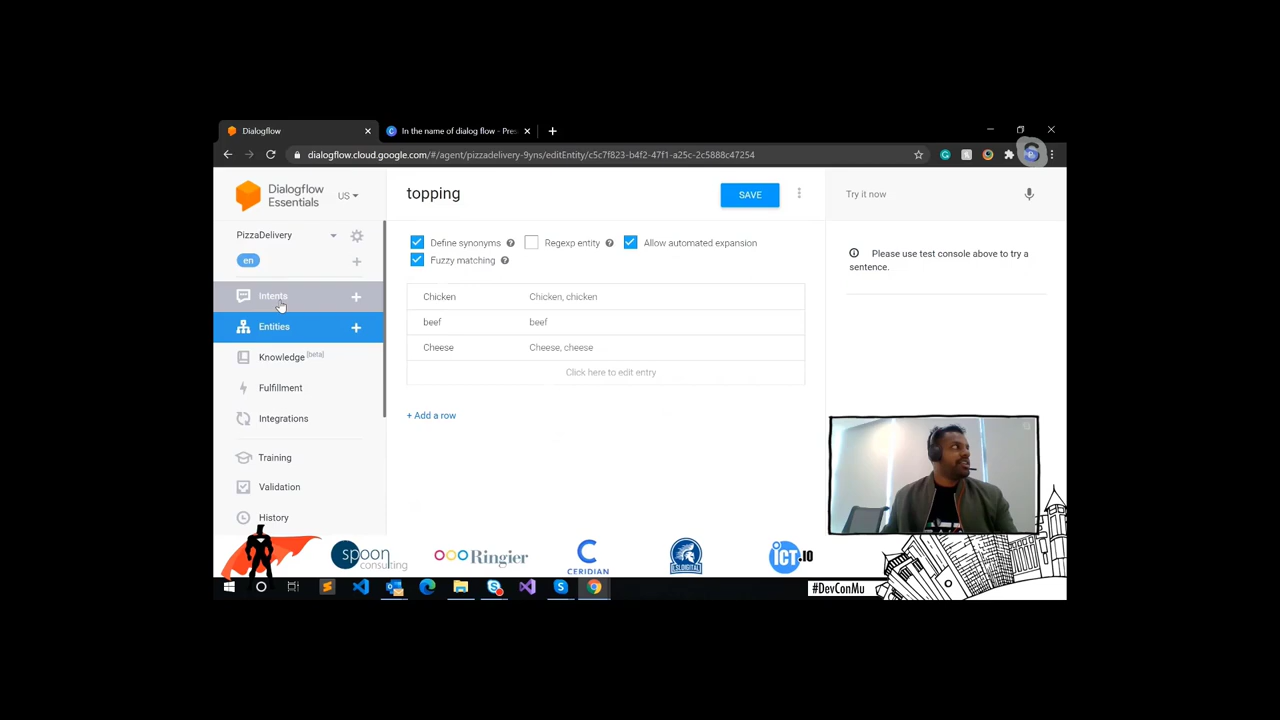 Dialogflow
In the name of dialog flow - Pres
dialogflow.cloud.google.com/#/agent/pizzadelivery-9yns/editEntity/c5c7f823-b4f2-47f1-a25c-2c5888c47254
Dialogflow
Essentials
US
PizzaDelivery
en
Intents
Entities
Knowledge [beta]
Fulfillment
Integrations
Training
Validation
History
topping
SAVE
Define synonyms
Regexp entity
Allow automated expansion
Fuzzy matching
Chicken Chicken, chicken
beef beef
Cheese Cheese, cheese
Click here to edit entry
+ Add a row
Try it now
Please use test console above to try a
sentence.
spoon
consulting
Ringier
CERIDIAN
ICT.IO
#DevConMu